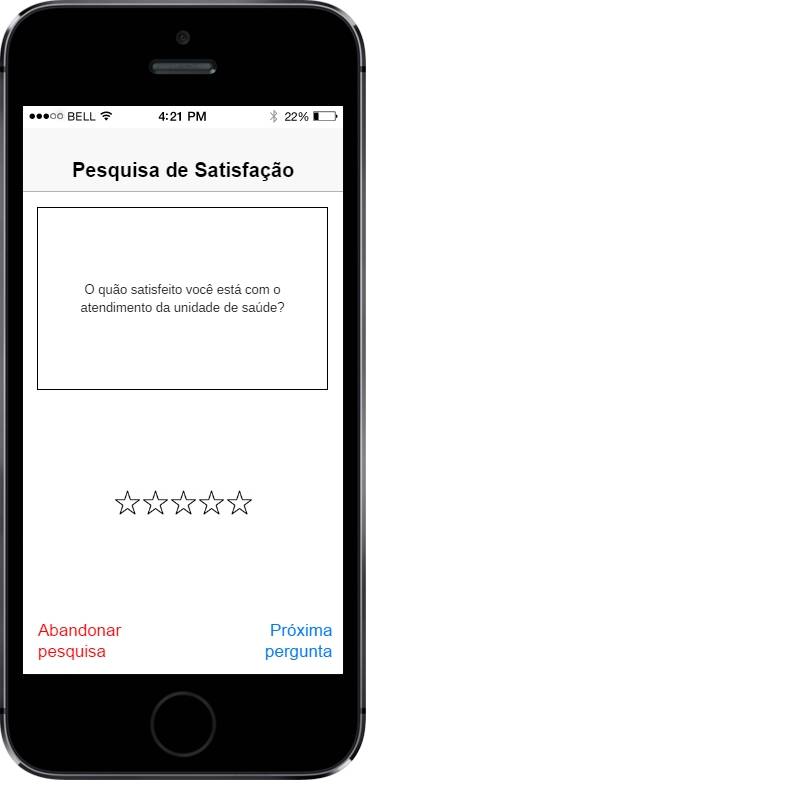 BELL 4:21 PM 22%
Pesquisa de Satisfação
O quão satisfeito você está com o
atendimento da unidade de saúde?
Abandonar
pesquisa
Próxima
pergunta